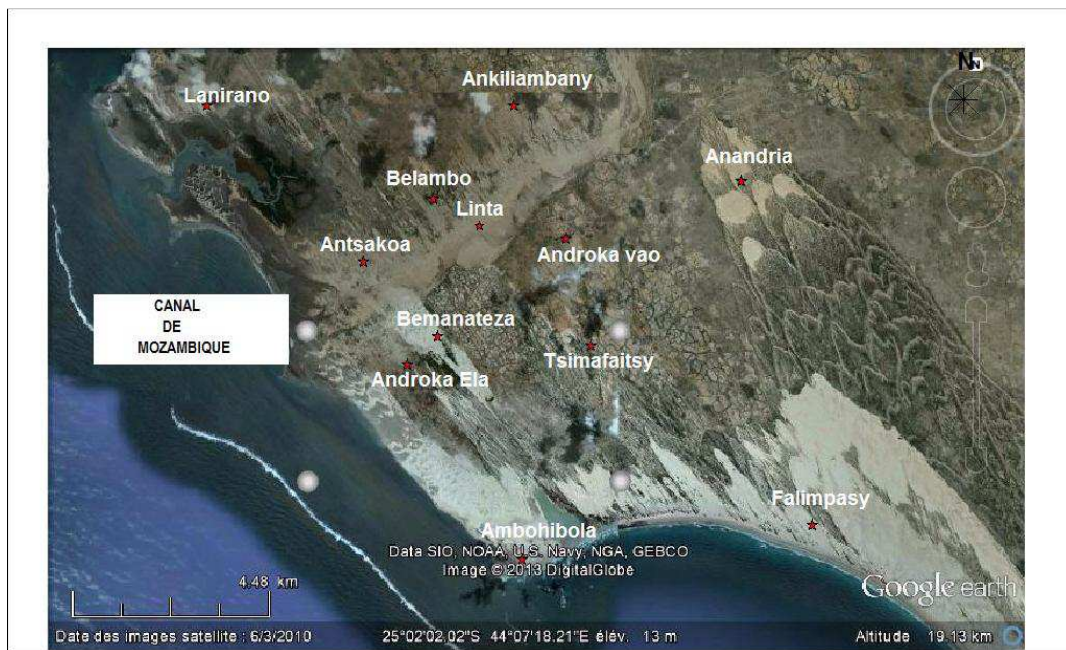 N
N
Ankiliambany
Lanirano
Anandria
Belambo
Linta
Androka vao
Antsakoa
CANAL
DE
MOZAMBIQUE
Bemanateza
Tsimafaitsy
Androka Ela
Falimpasy
Ambohibola
Data SIO, NOAA, U.S. Navy, NGA, GEBCO
Image © 2013 DigitalGlobe
4.48 km
Google earth
Date des images satellite : 6/3/2010 25°02'02.02"S 44°07'18.21"E élév. 13 m Altitude 19.13 km